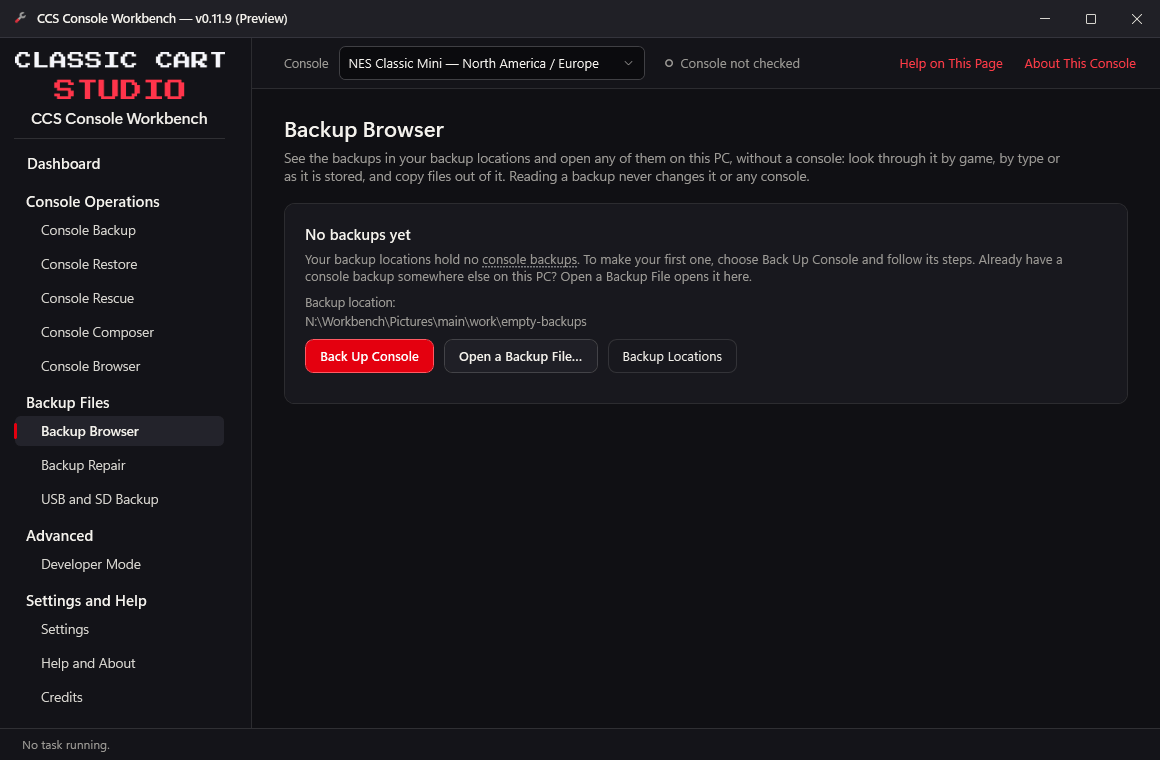 CCS Console Workbench — v0.11.9 (Preview)
CLASSIC CART
STUDIO
CCS Console Workbench
Dashboard
Console Operations
Console Backup
Console Restore
Console Rescue
Console Composer
Console Browser
Backup Files
Backup Browser
Backup Repair
USB and SD Backup
Advanced
Developer Mode
Settings and Help
Settings
Help and About
Credits
Console
NES Classic Mini — North America / Europe
Console not checked
Help on This Page
About This Console
Backup Browser
See the backups in your backup locations and open any of them on this PC, without a console: look through it by game, by type or
as it is stored, and copy files out of it. Reading a backup never changes it or any console.
No backups yet
Your backup locations hold no console backups. To make your first one, choose Back Up Console and follow its steps. Already have a
console backup somewhere else on this PC? Open a Backup File opens it here.
Backup location:
N:\Workbench\Pictures\main\work\empty-backups
Back Up Console
Open a Backup File...
Backup Locations
No task running.